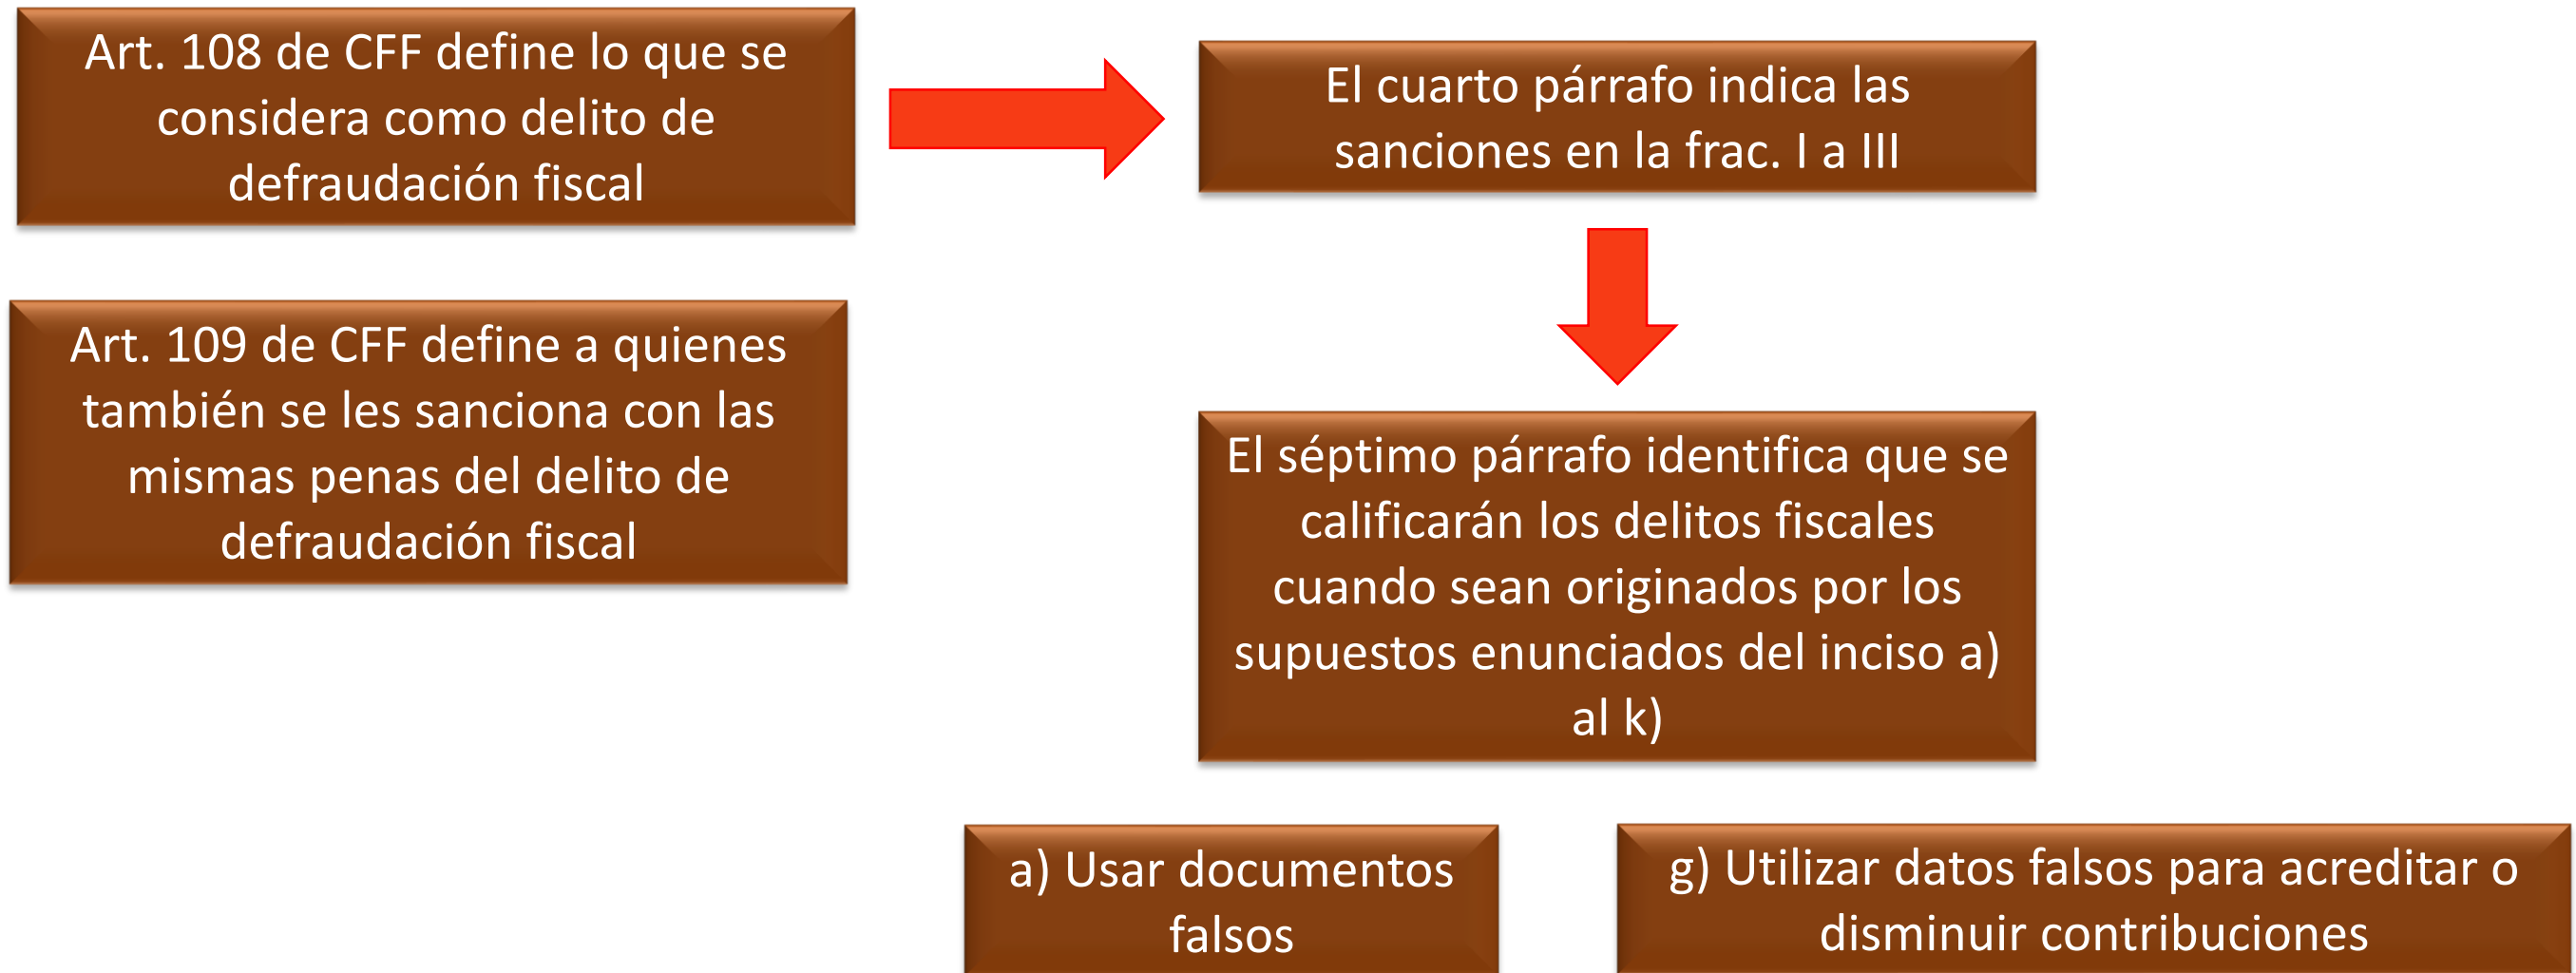 Art. 108 de CFF define lo que se
considera como delito de
defraudación fiscal
El cuarto párrafo indica las
sanciones en la frac. I a III
Art. 109 de CFF define a quienes
también se les sanciona con las
mismas penas del delito de
defraudación fiscal
El séptimo párrafo identifica que se
calificarán los delitos fiscales
cuando sean originados por los
supuestos enunciados del inciso a)
al k)
a) Usar documentos
falsos
g) Utilizar datos falsos para acreditar o
disminuir contribuciones